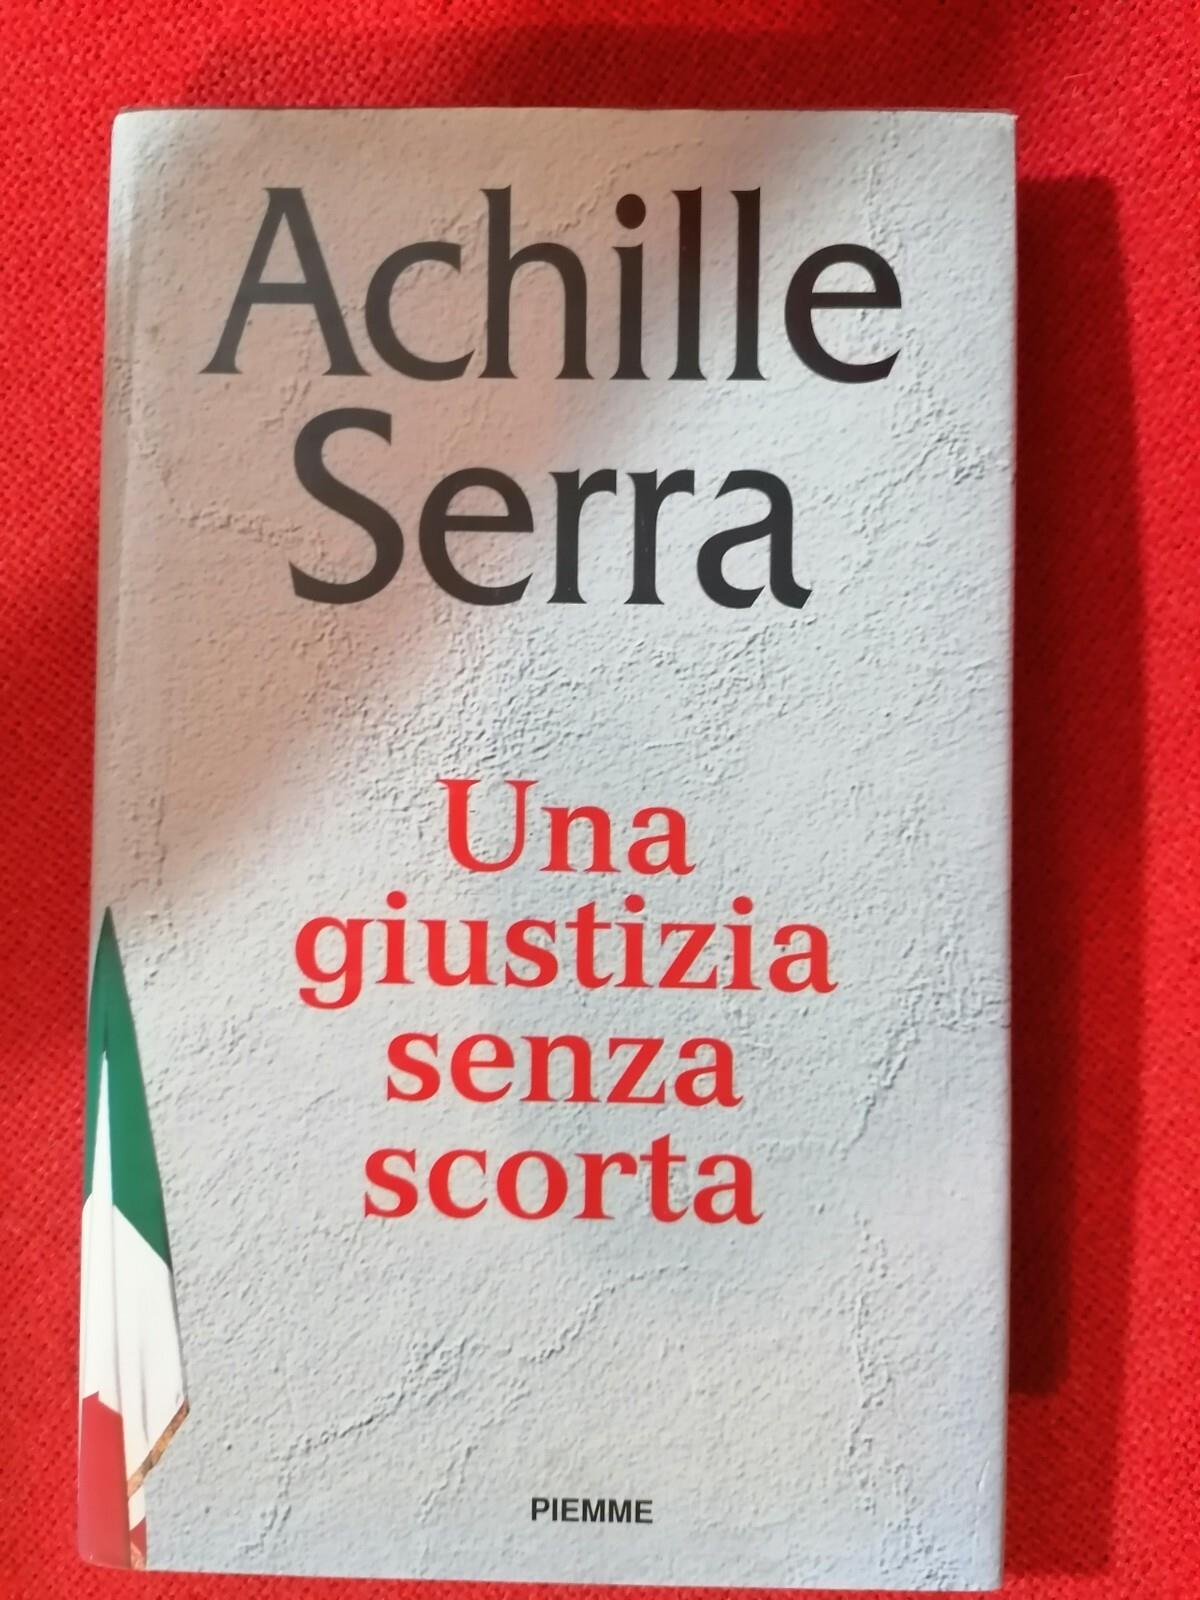 Achille
Serra
Una
giustizia
senza
scorta
PIEMME